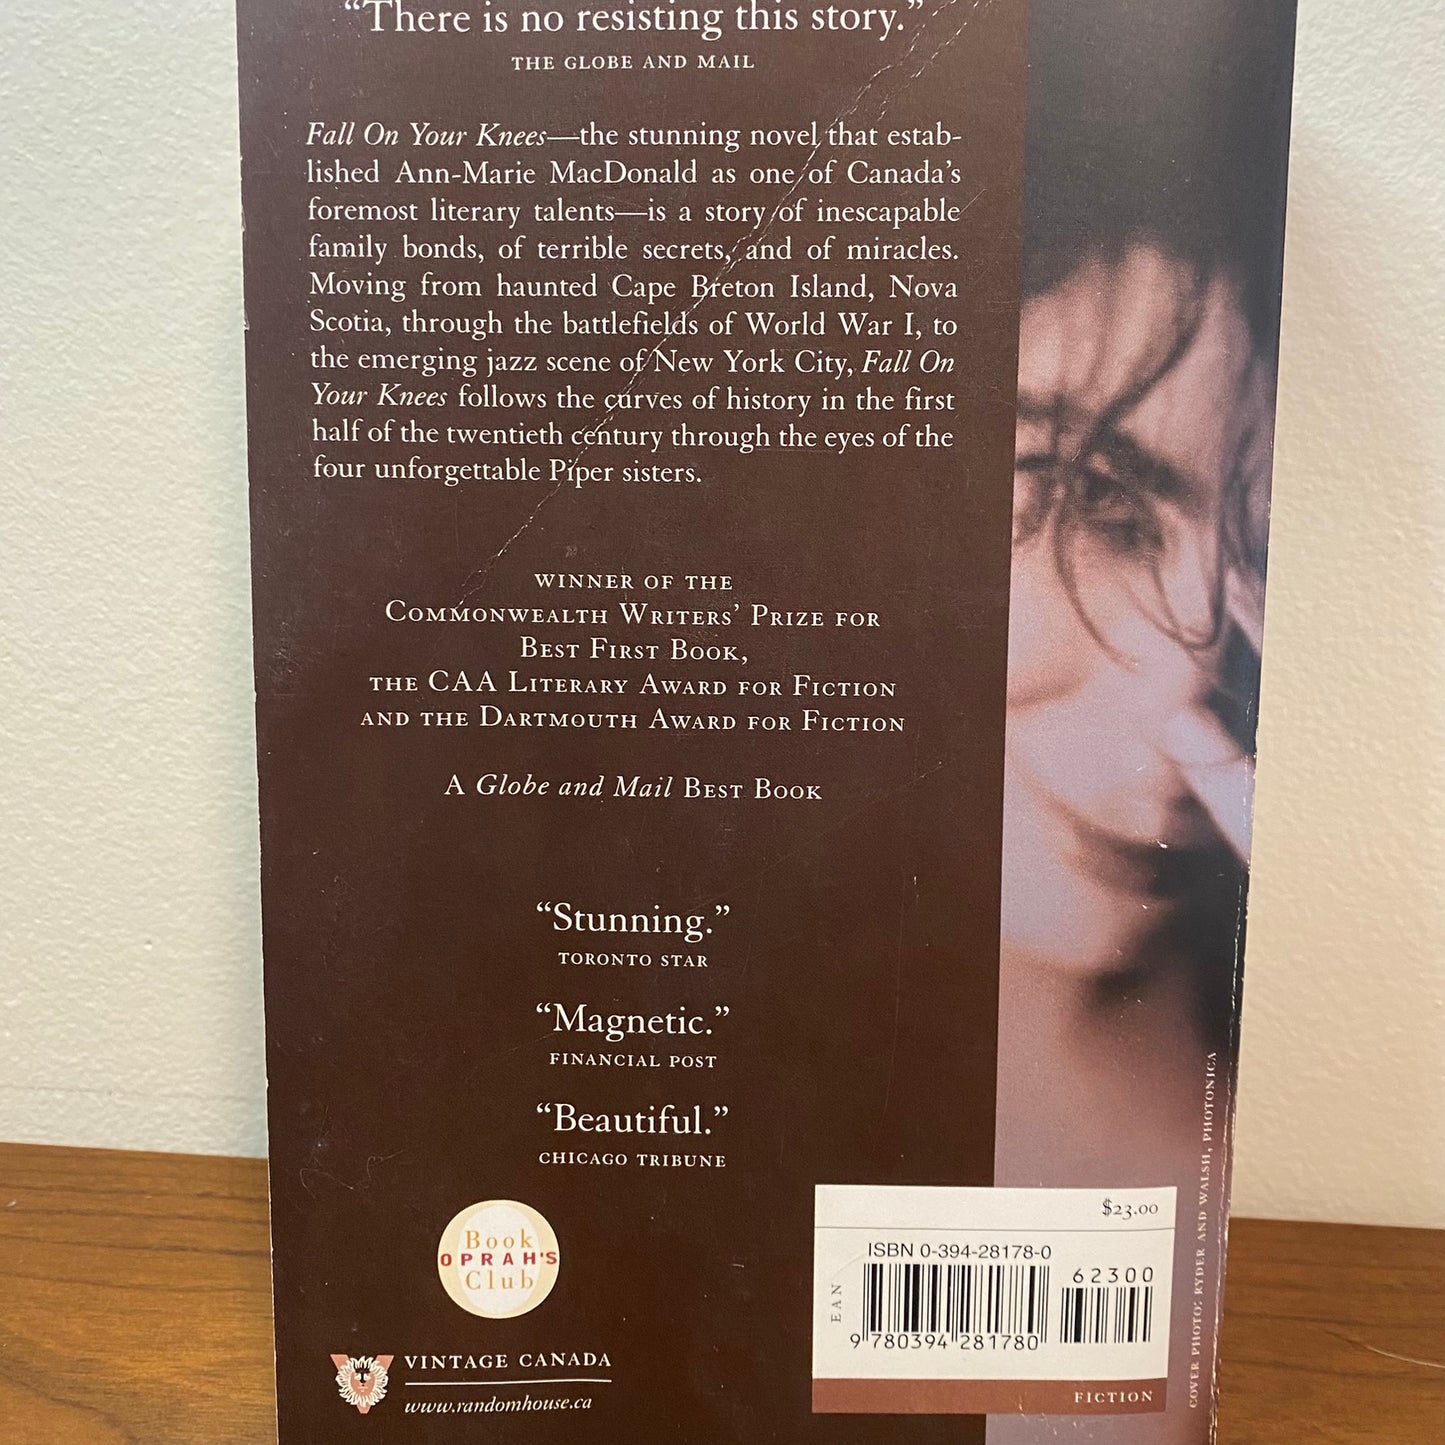 “There is no resisting this story.”
THE GLOBE AND MAIL
Fall On Your Knees—the stunning novel that estab-
lished Ann-Marie MacDonald as one of Canada’s
foremost literary talents—is a story of inescapable
family bonds, of terrible secrets, and of miracles.
Moving from haunted Cape Breton Island, Nova
Scotia, through the battlefields of World War I, to
the emerging jazz scene of New York City, Fall On
Your Knees follows the curves of history in the first
half of the twentieth century through the eyes of the
four unforgettable Piper sisters.
WINNER OF THE
COMMONWEALTH WRITERS’ PRIZE FOR
BEST FIRST BOOK,
THE CAA LITERARY AWARD FOR FICTION
AND THE DARTMOUTH AWARD FOR FICTION
A Globe and Mail BEST BOOK
“Stunning.”
TORONTO STAR
“Magnetic.”
FINANCIAL POST
“Beautiful.”
CHICAGO TRIBUNE
Book
OPRAH'S
Club
VINTAGE CANADA
www.randomhouse.ca
$23.00
ISBN 0-394-28178-0
62300
EAN
9 780394 281780
FICTION
COVER PHOTO: RYDER AND WALSH, PHOTONICA